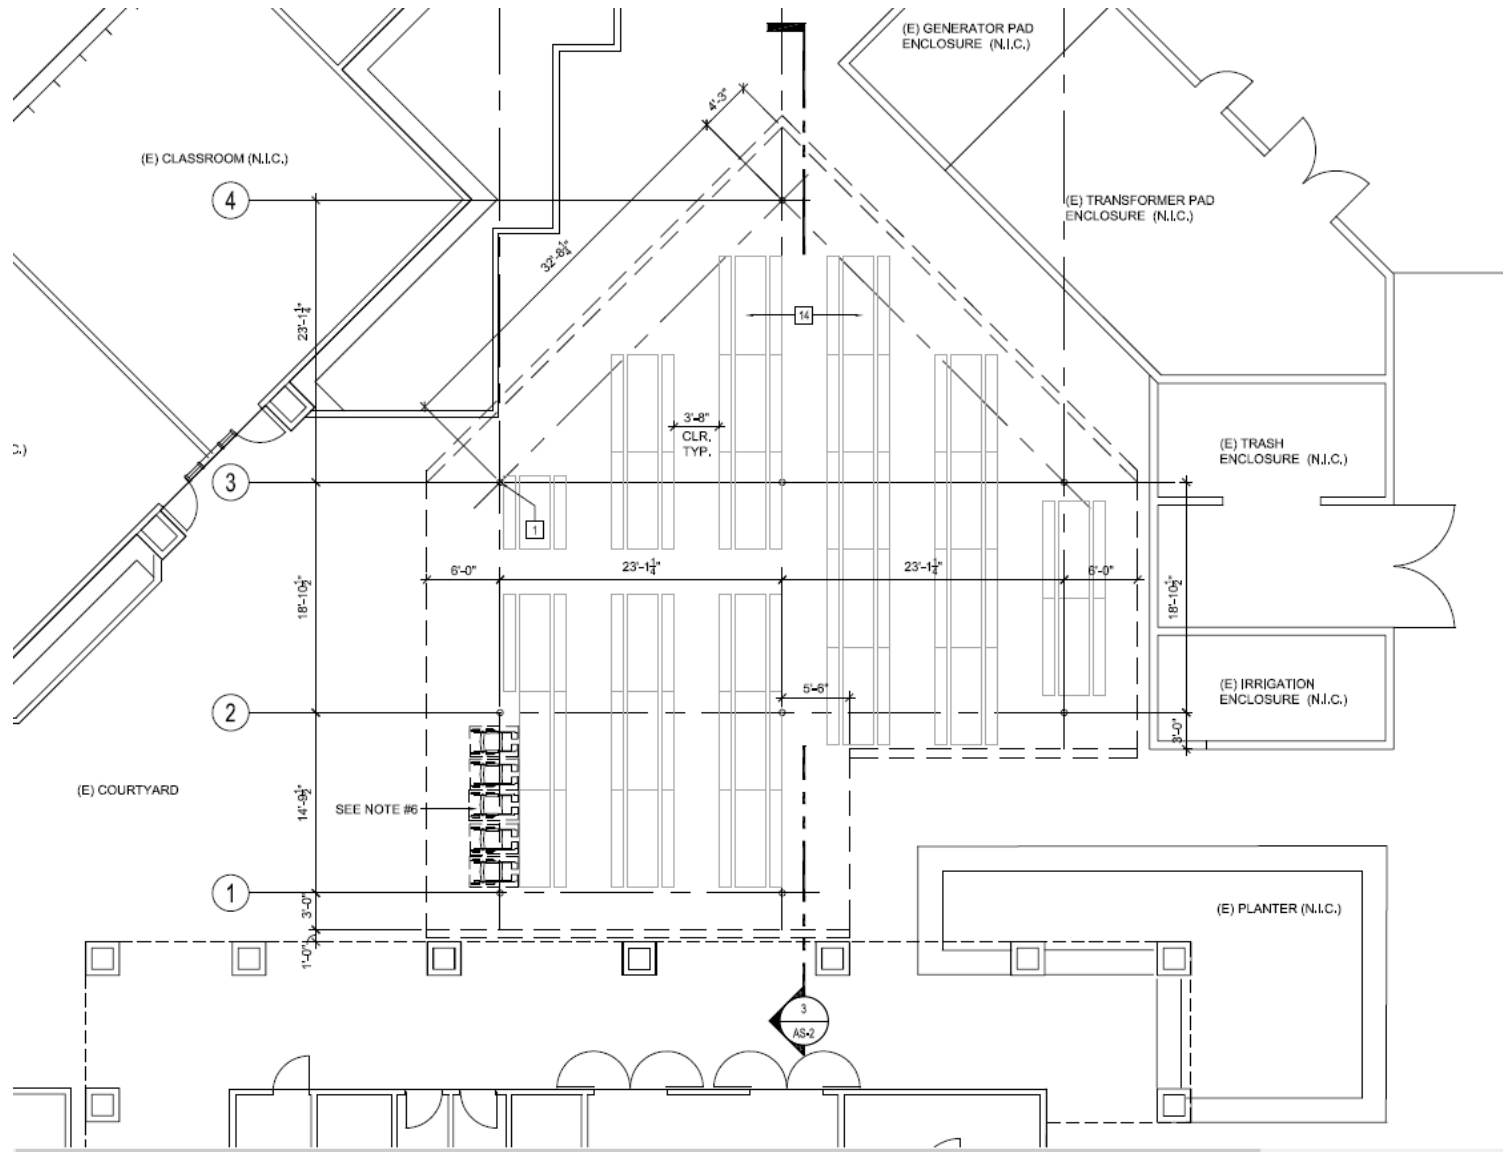 (E) GENERATOR PAD
ENCLOSURE (N.I.C.)
4'-3"
(E) CLASSROOM (N.I.C.)
4
(E) TRANSFORMER PAD
ENCLOSURE (N.I.C.)
32'-8¼"
23'-1¼"
14
3'-8"
CLR.
TYP.
C.)
(E) TRASH
ENCLOSURE (N.I.C.)
3
1
6'-0"
23'-1¼"
23'-1¼"
6'-0"
18'-10½"
18'-10½"
5'-6"
(E) IRRIGATION
ENCLOSURE (N.I.C.)
2
3'-0"
(E) COURTYARD
14'-9½"
SEE NOTE #6
1
3'-0"
(E) PLANTER (N.I.C.)
1'-0"
3
AS-2